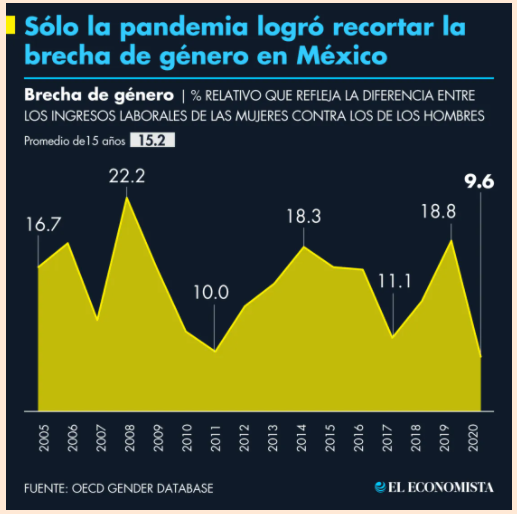 Sólo la pandemia logró recortar la
brecha de género en México
Brecha de género | % RELATIVO QUE REFLEJA LA DIFERENCIA ENTRE
LOS INGRESOS LABORALES DE LAS MUJERES CONTRA LOS DE LOS HOMBRES
Promedio de15 años 15.2
22.2
9.6
16.7
18.3
18.8
10.0
11.1
2005 2006 2007 2008 2009 2010 2011 2012 2013 2014 2015 2016 2017 2018 2019 2020
FUENTE: OECD GENDER DATABASE
EL ECONOMISTA